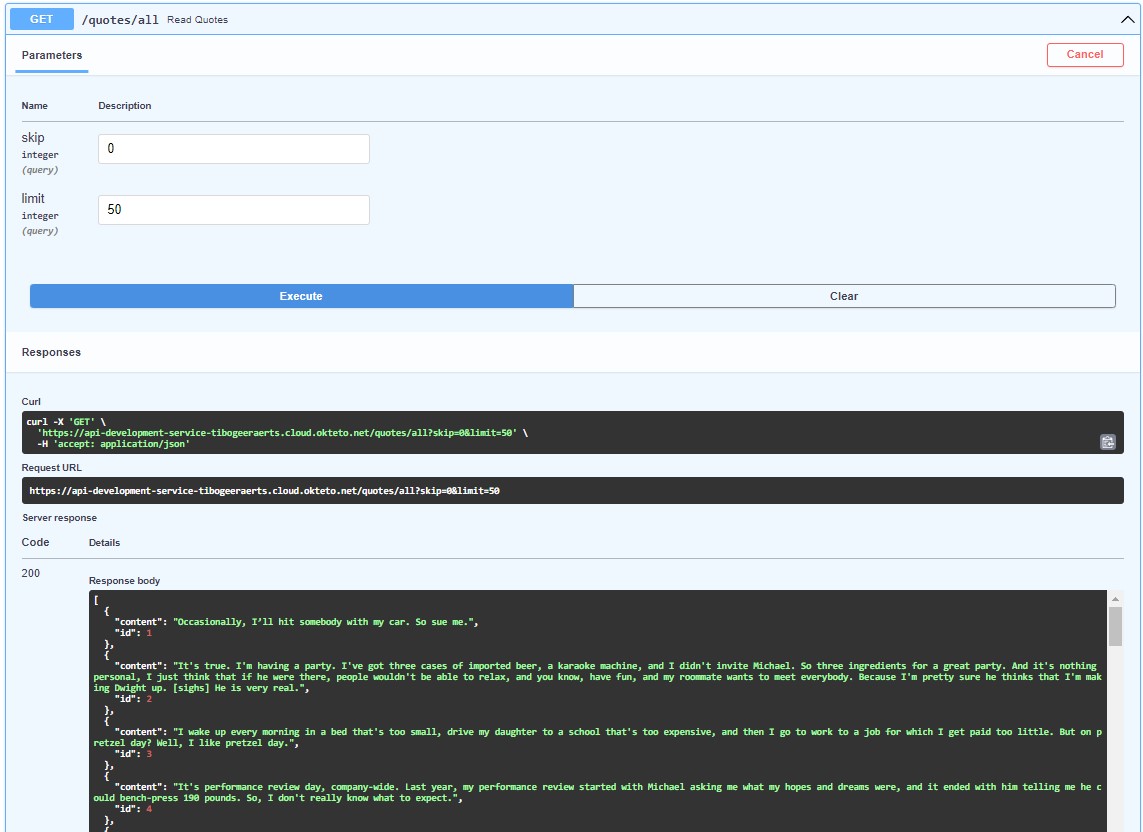 GET /quotes/all Read Quotes
Parameters
Cancel
Name Description
skip
integer
(query)
0
limit
integer
(query)
50
Execute Clear
Responses
Curl
curl -X 'GET' \
'https://api-development-service-tibogeeraerts.cloud.okteto.net/quotes/all?skip=0&limit=50' \
-H 'accept: application/json'
Request URL
https://api-development-service-tibogeeraerts.cloud.okteto.net/quotes/all?skip=0&limit=50
Server response
Code Details
200
Response body
[
{
"content": "Occasionally, I’ll hit somebody with my car. So sue me.",
"id": 1
},
{
"content": "It's true. I'm having a party. I've got three cases of imported beer, a karaoke machine, and I didn't invite Michael. So three ingredients for a great party. And it's nothing
personal, I just think that if he were there, people wouldn't be able to relax, and you know, have fun, and my roommate wants to meet everybody. Because I'm pretty sure he thinks that I'm mak
ing Dwight up. [sighs] He is very real.",
"id": 2
},
{
"content": "I wake up every morning in a bed that's too small, drive my daughter to a school that's too expensive, and then I go to work to a job for which I get paid too little. But on p
retzel day? Well, I like pretzel day.",
"id": 3
},
{
"content": "It's performance review day, company-wide. Last year, my performance review started with Michael asking me what my hopes and dreams were, and it ended with him telling me he c
ould bench-press 190 pounds. So, I don't really know what to expect.",
"id": 4
},
{